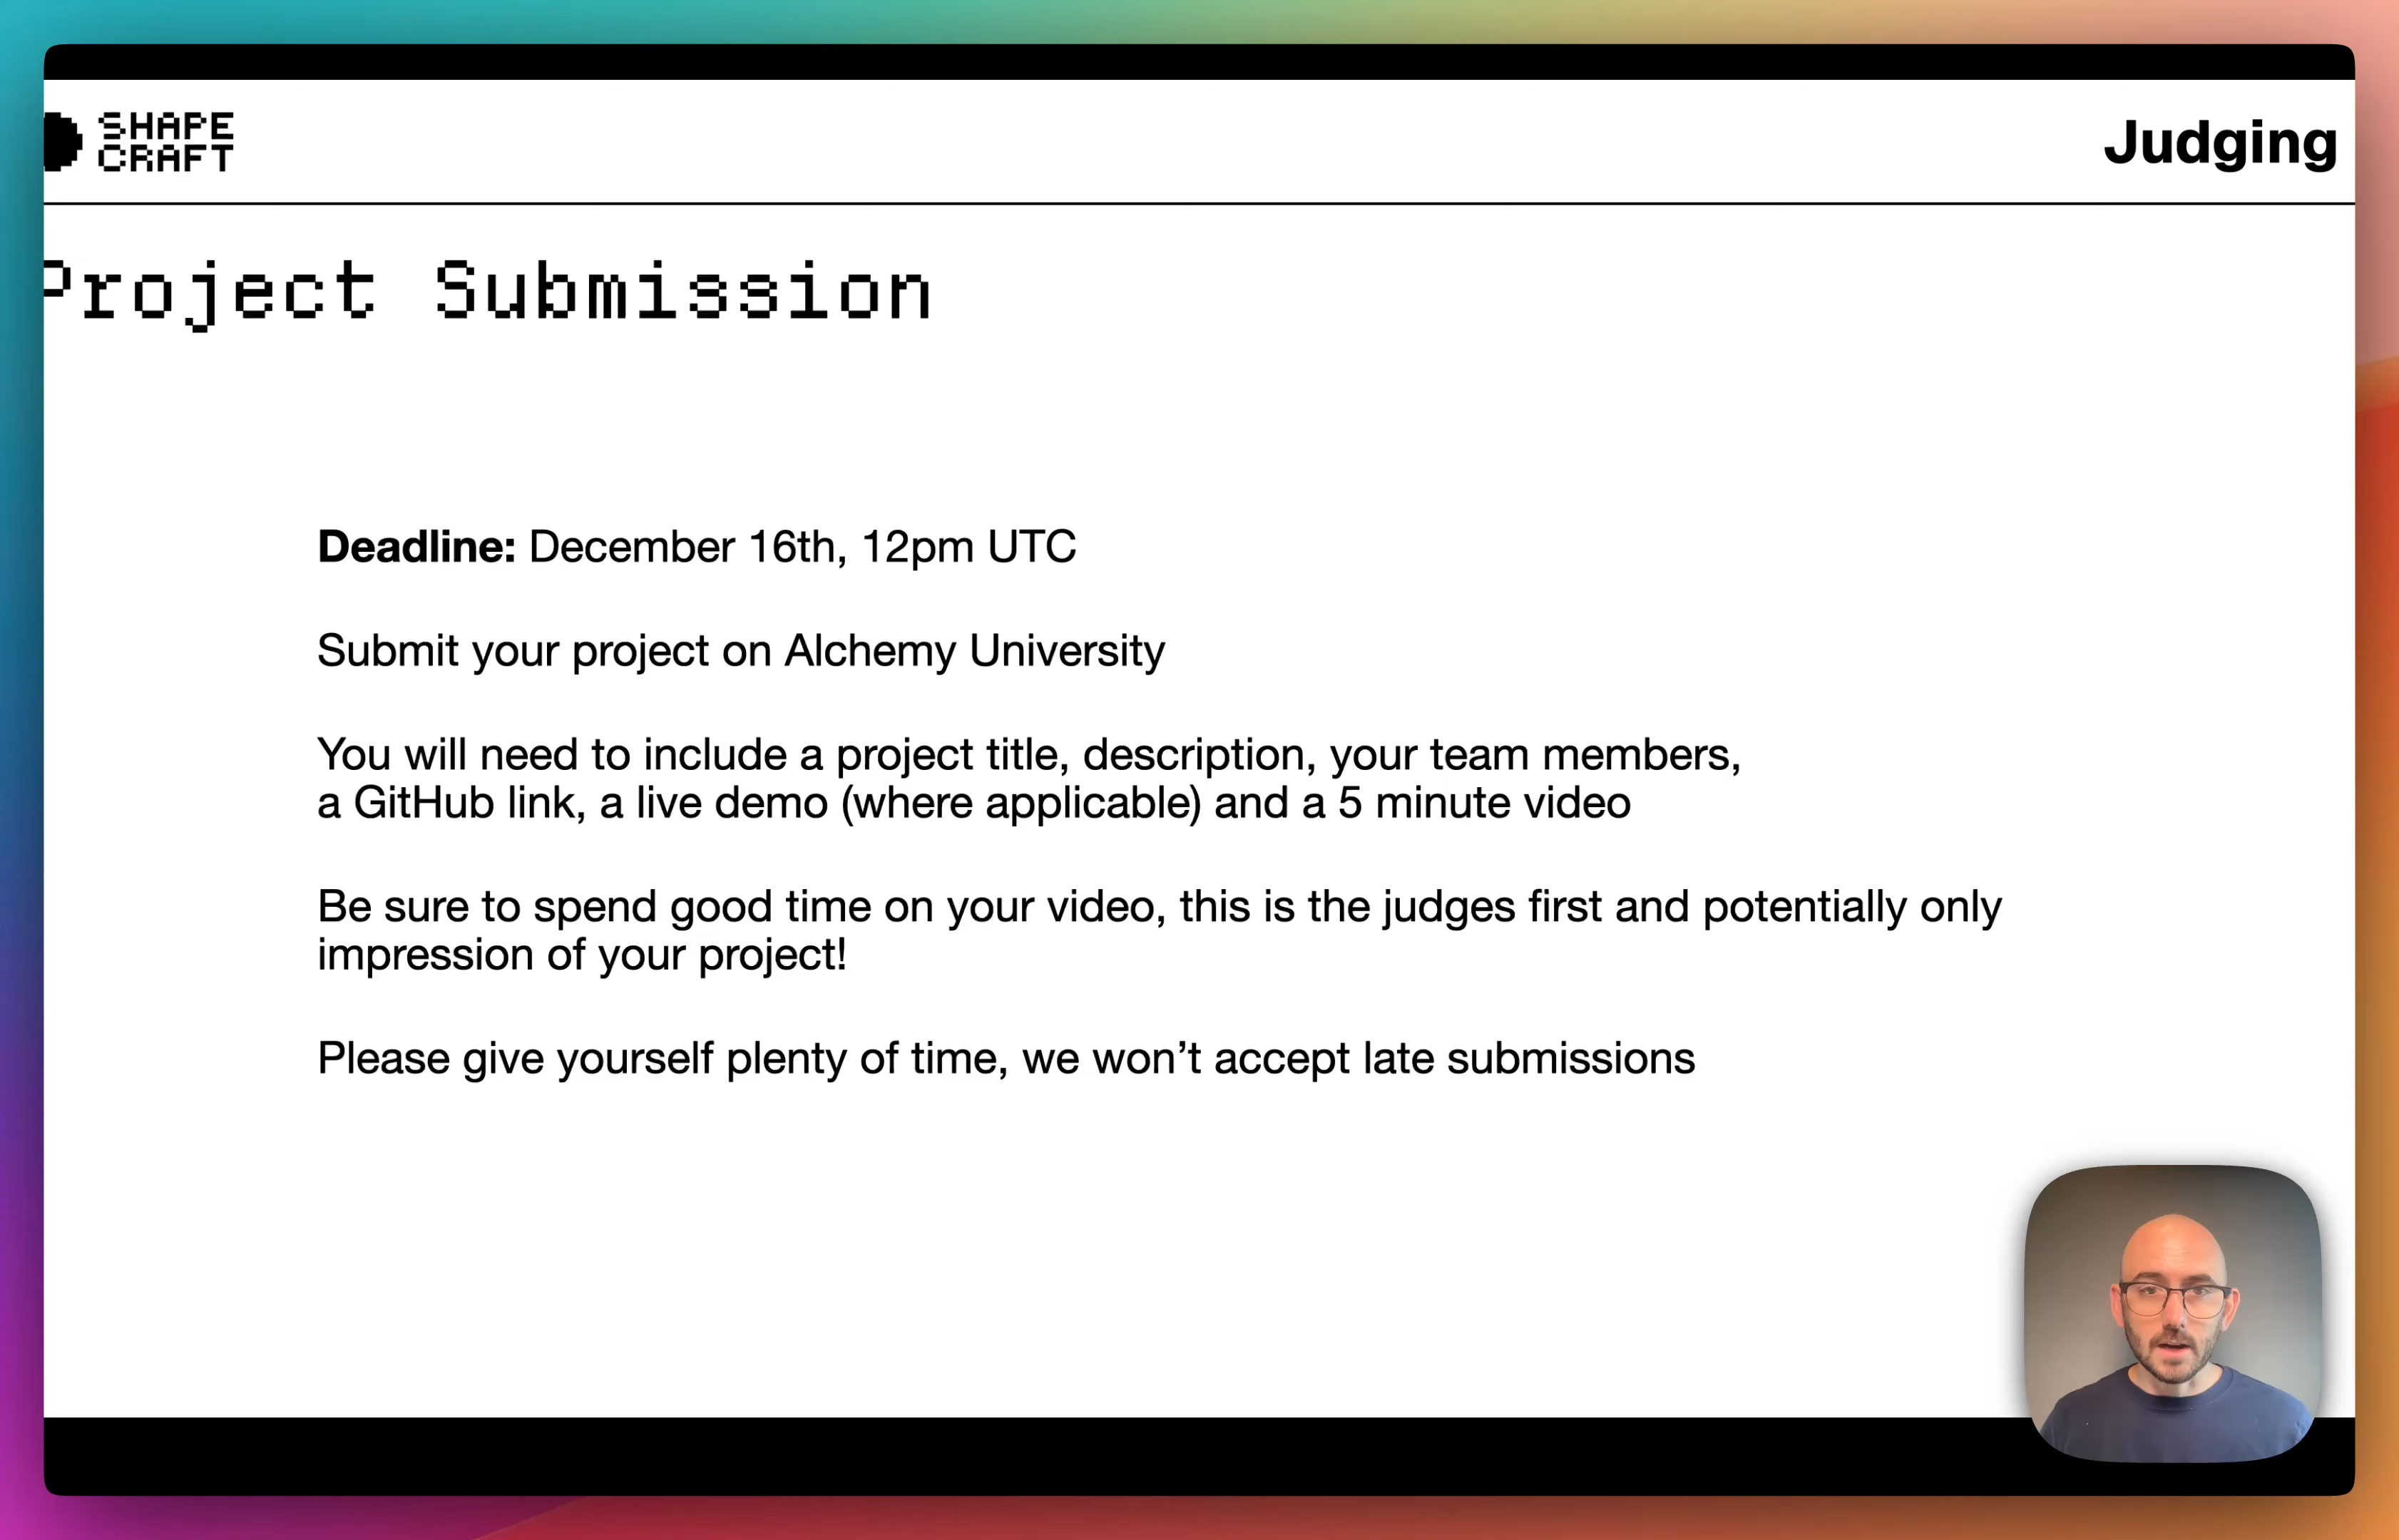 SHAPE
CRAFT
Judging
Project Submission
Deadline: December 16th, 12pm UTC
Submit your project on Alchemy University
You will need to include a project title, description, your team members,
a GitHub link, a live demo (where applicable) and a 5 minute video
Be sure to spend good time on your video, this is the judges first and potentially only
impression of your project!
Please give yourself plenty of time, we won’t accept late submissions